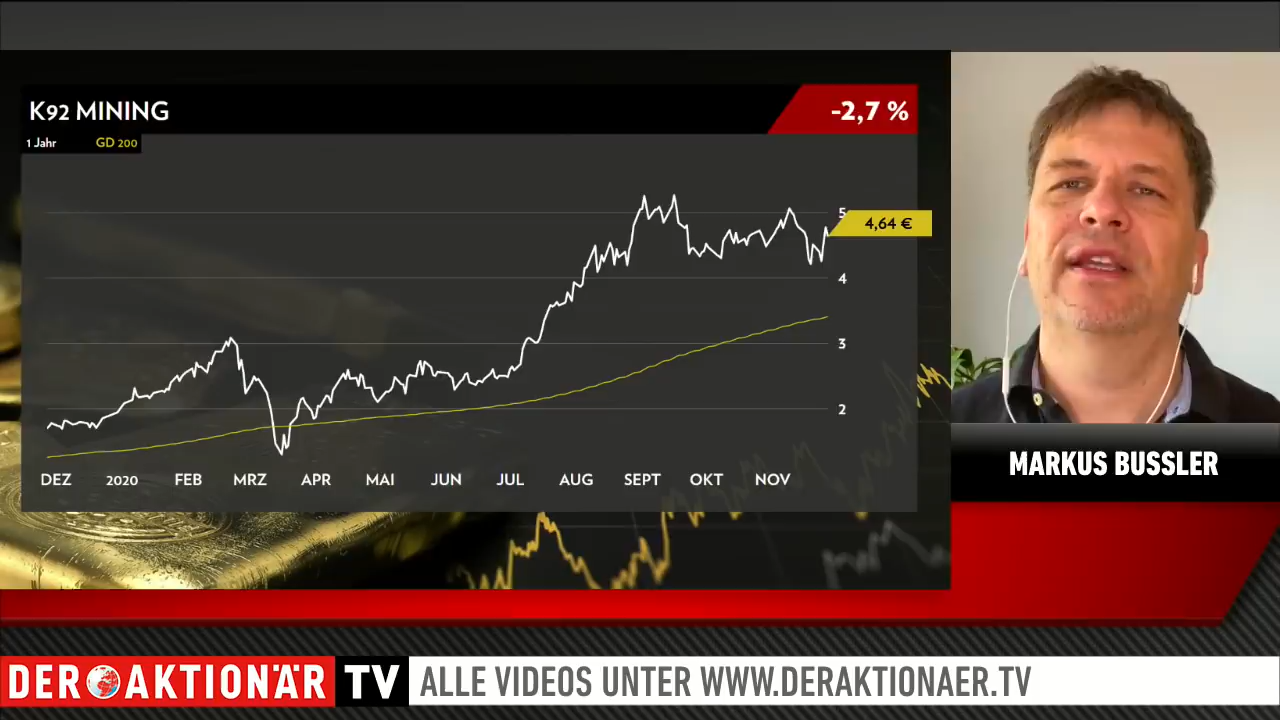 K92 MINING
-2,7 %
1 Jahr GD 200
5
4,64 €
4
3
2
DEZ 2020 FEB MRZ APR MAI JUN JUL AUG SEPT OKT NOV
MARKUS BUSSLER
DER AKTIONÄR TV ALLE VIDEOS UNTER WWW.DERAKTIONAER.TV